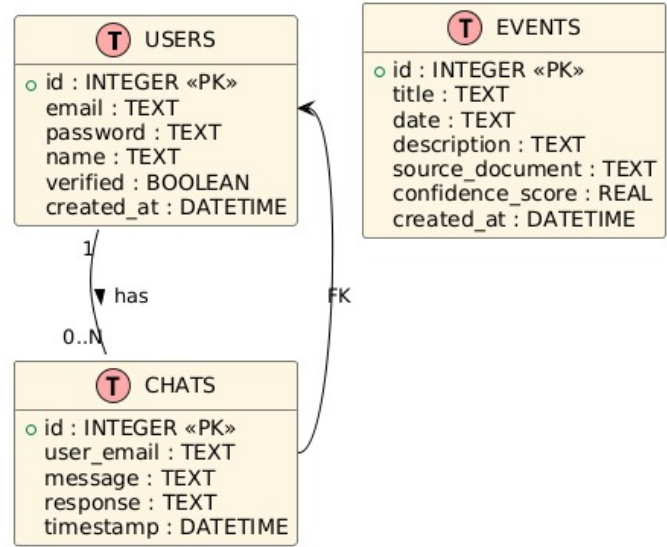 T USERS
id : INTEGER «PK»
email : TEXT
password : TEXT
name : TEXT
verified : BOOLEAN
created_at : DATETIME
T EVENTS
id : INTEGER «PK»
title : TEXT
date : TEXT
description : TEXT
source_document : TEXT
confidence_score : REAL
created_at : DATETIME
1
has
FK
0..N
T CHATS
id : INTEGER «PK»
user_email : TEXT
message : TEXT
response : TEXT
timestamp : DATETIME